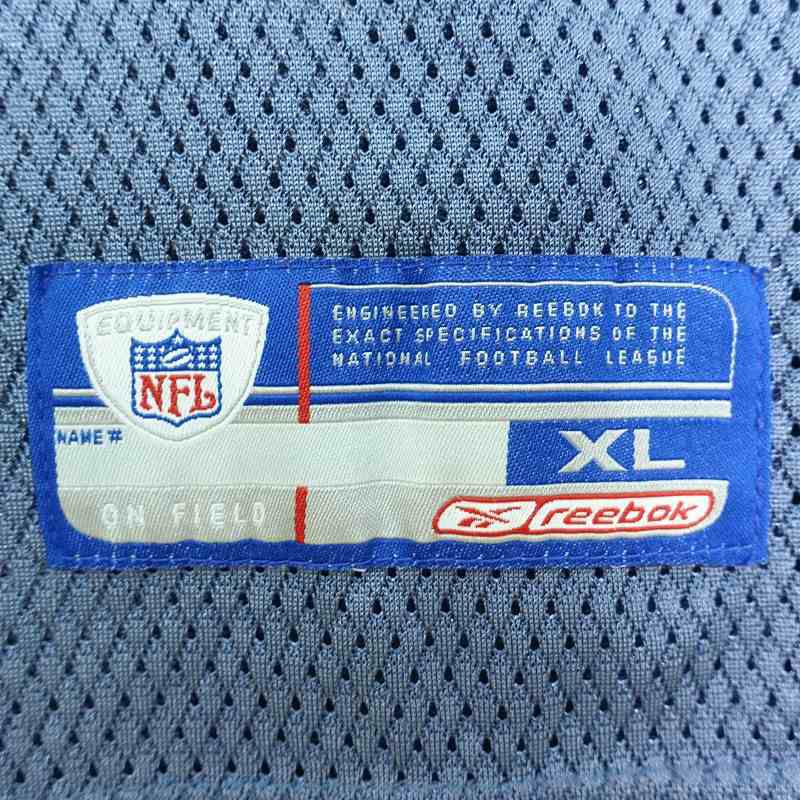 EQUIPMENT
NFL
ENGINEERED BY REEBOK TO THE
EXACT SPECIFICATIONS OF THE
NATIONAL FOOTBALL LEAGUE
NAME #
XL
ON FIELD
Reebok